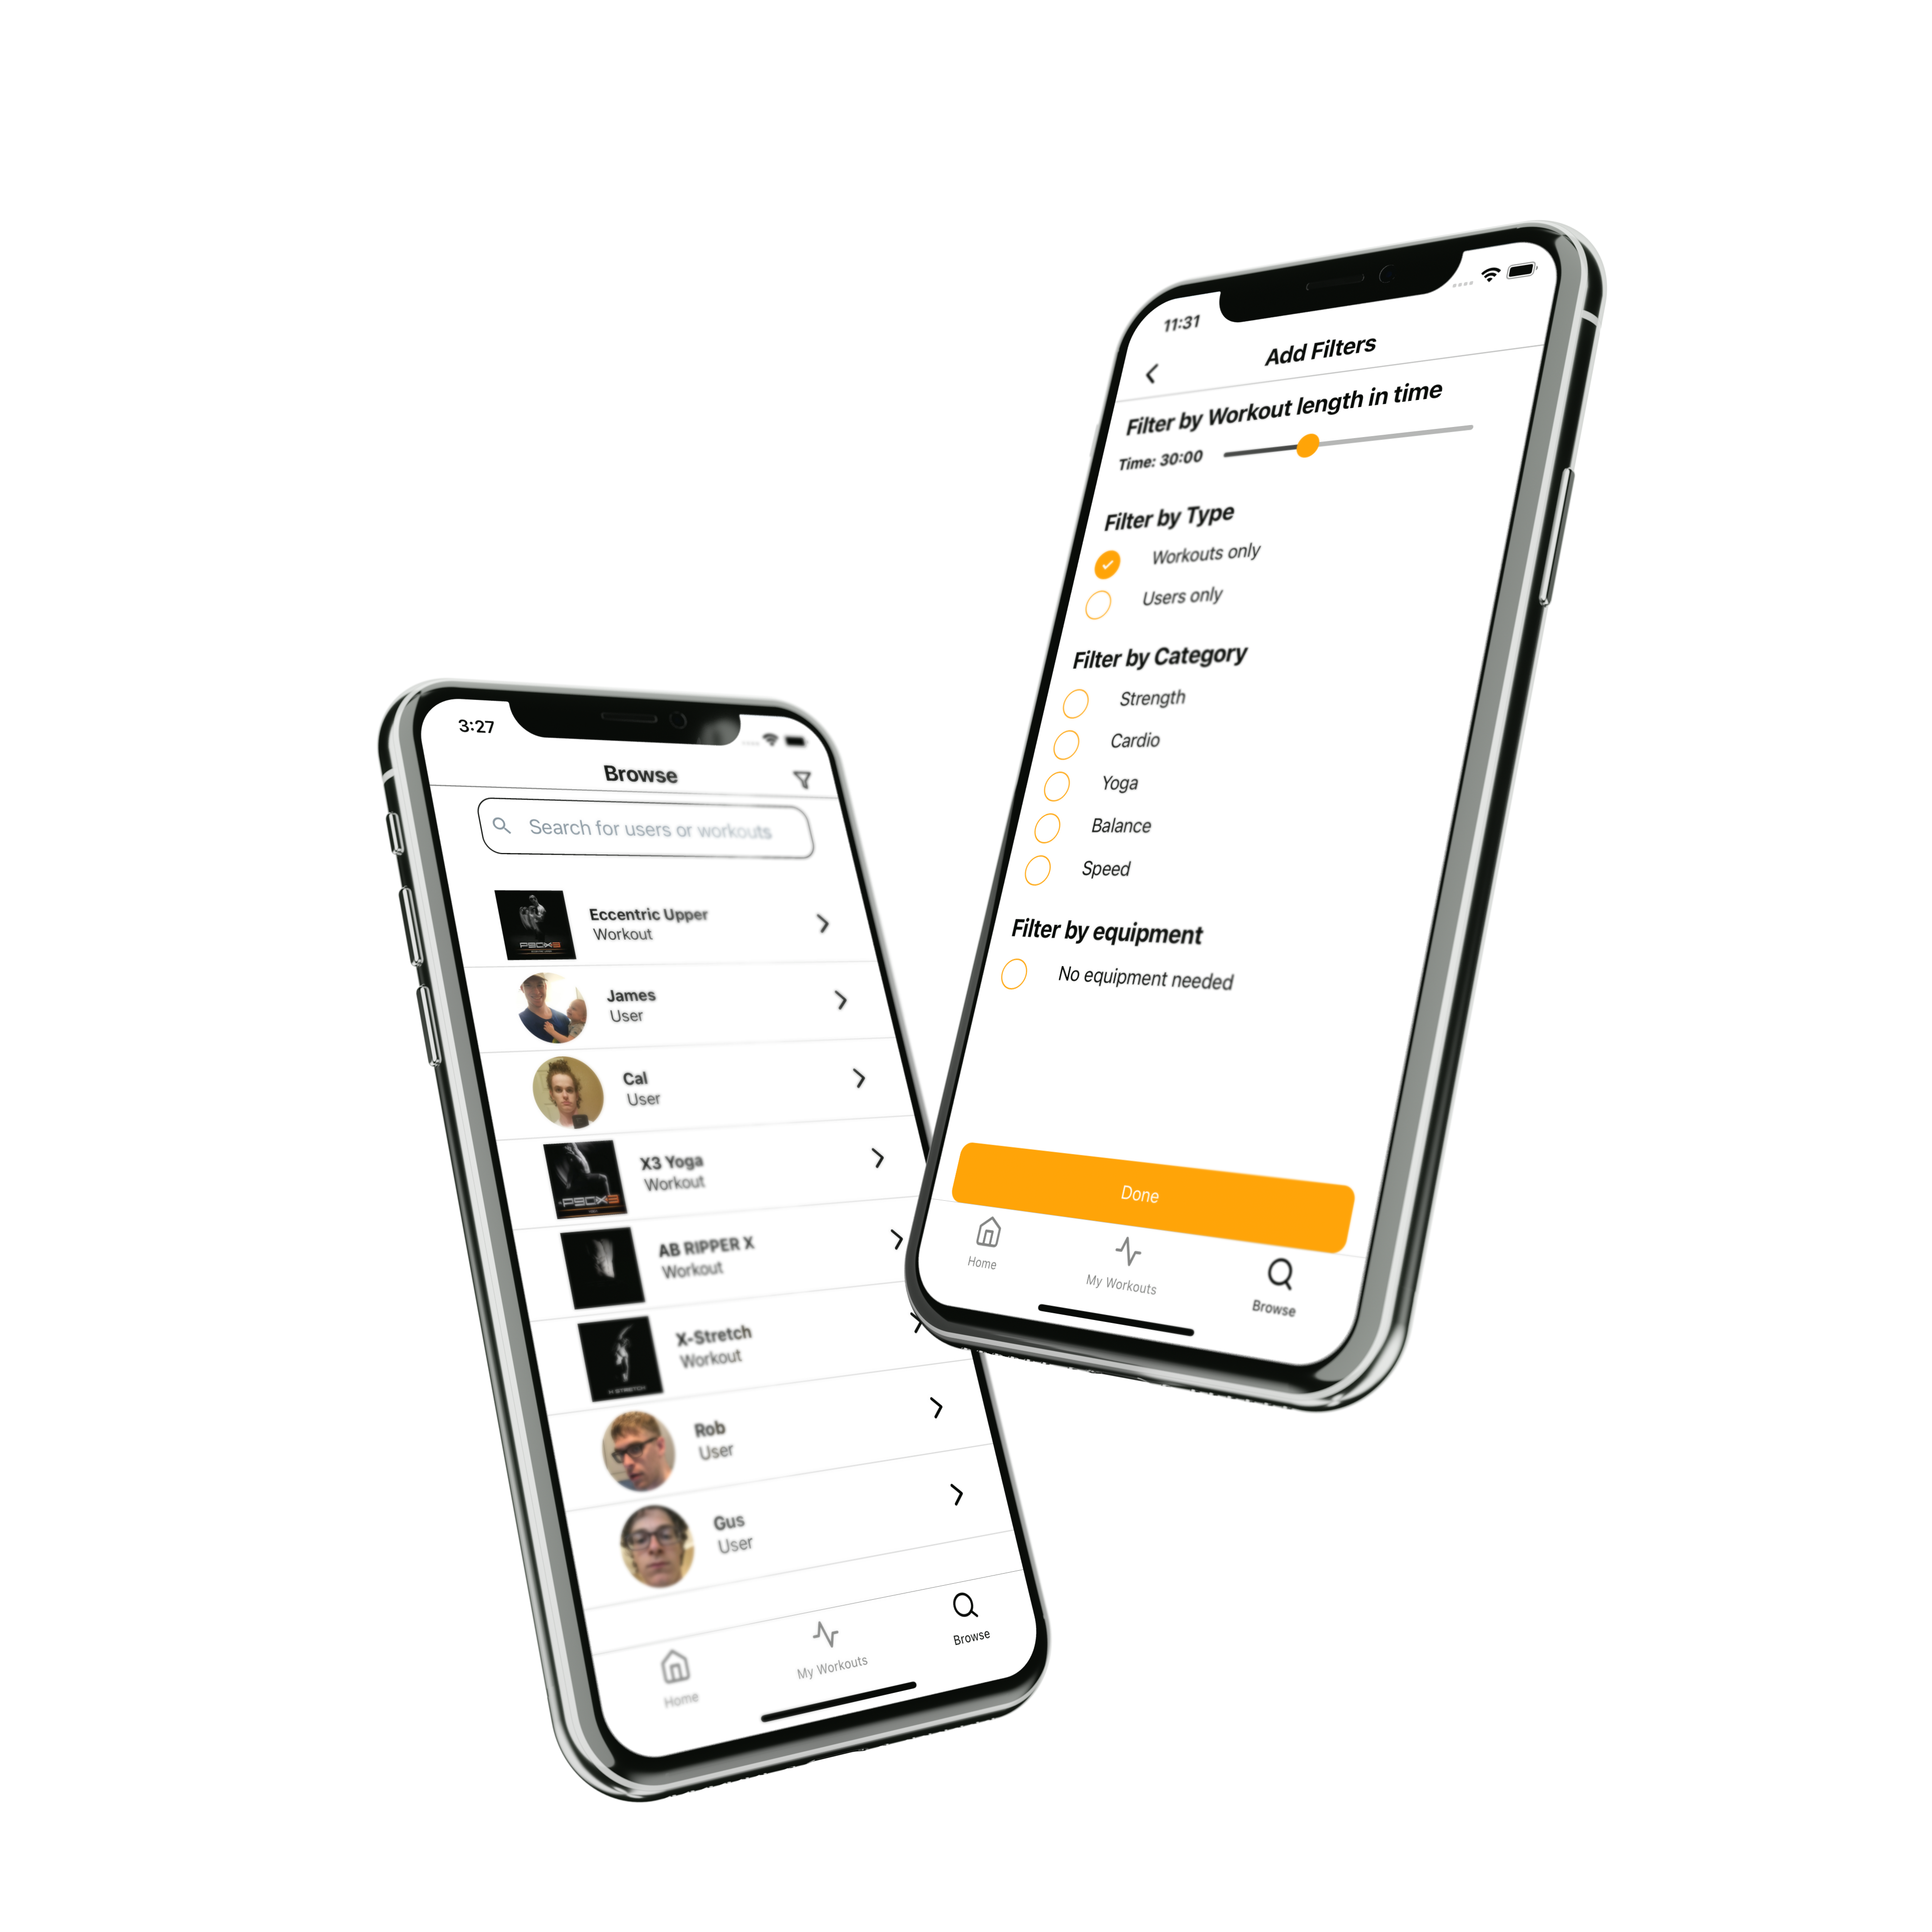 3:27
Browse
Search for users or workouts
P90X3
Eccentric Upper
Workout
James
User
Cal
User
P90X3
X3 Yoga
Workout
AB RIPPER X
Workout
X STRETCH
X-Stretch
Workout
Rob
User
Gus
User
Home
My Workouts
Browse
11:31
Add Filters
Filter by Workout length in time
Time: 30:00
Filter by Type
Workouts only
Users only
Filter by Category
Strength
Cardio
Yoga
Balance
Speed
Filter by equipment
No equipment needed
Done
Home
My Workouts
Browse